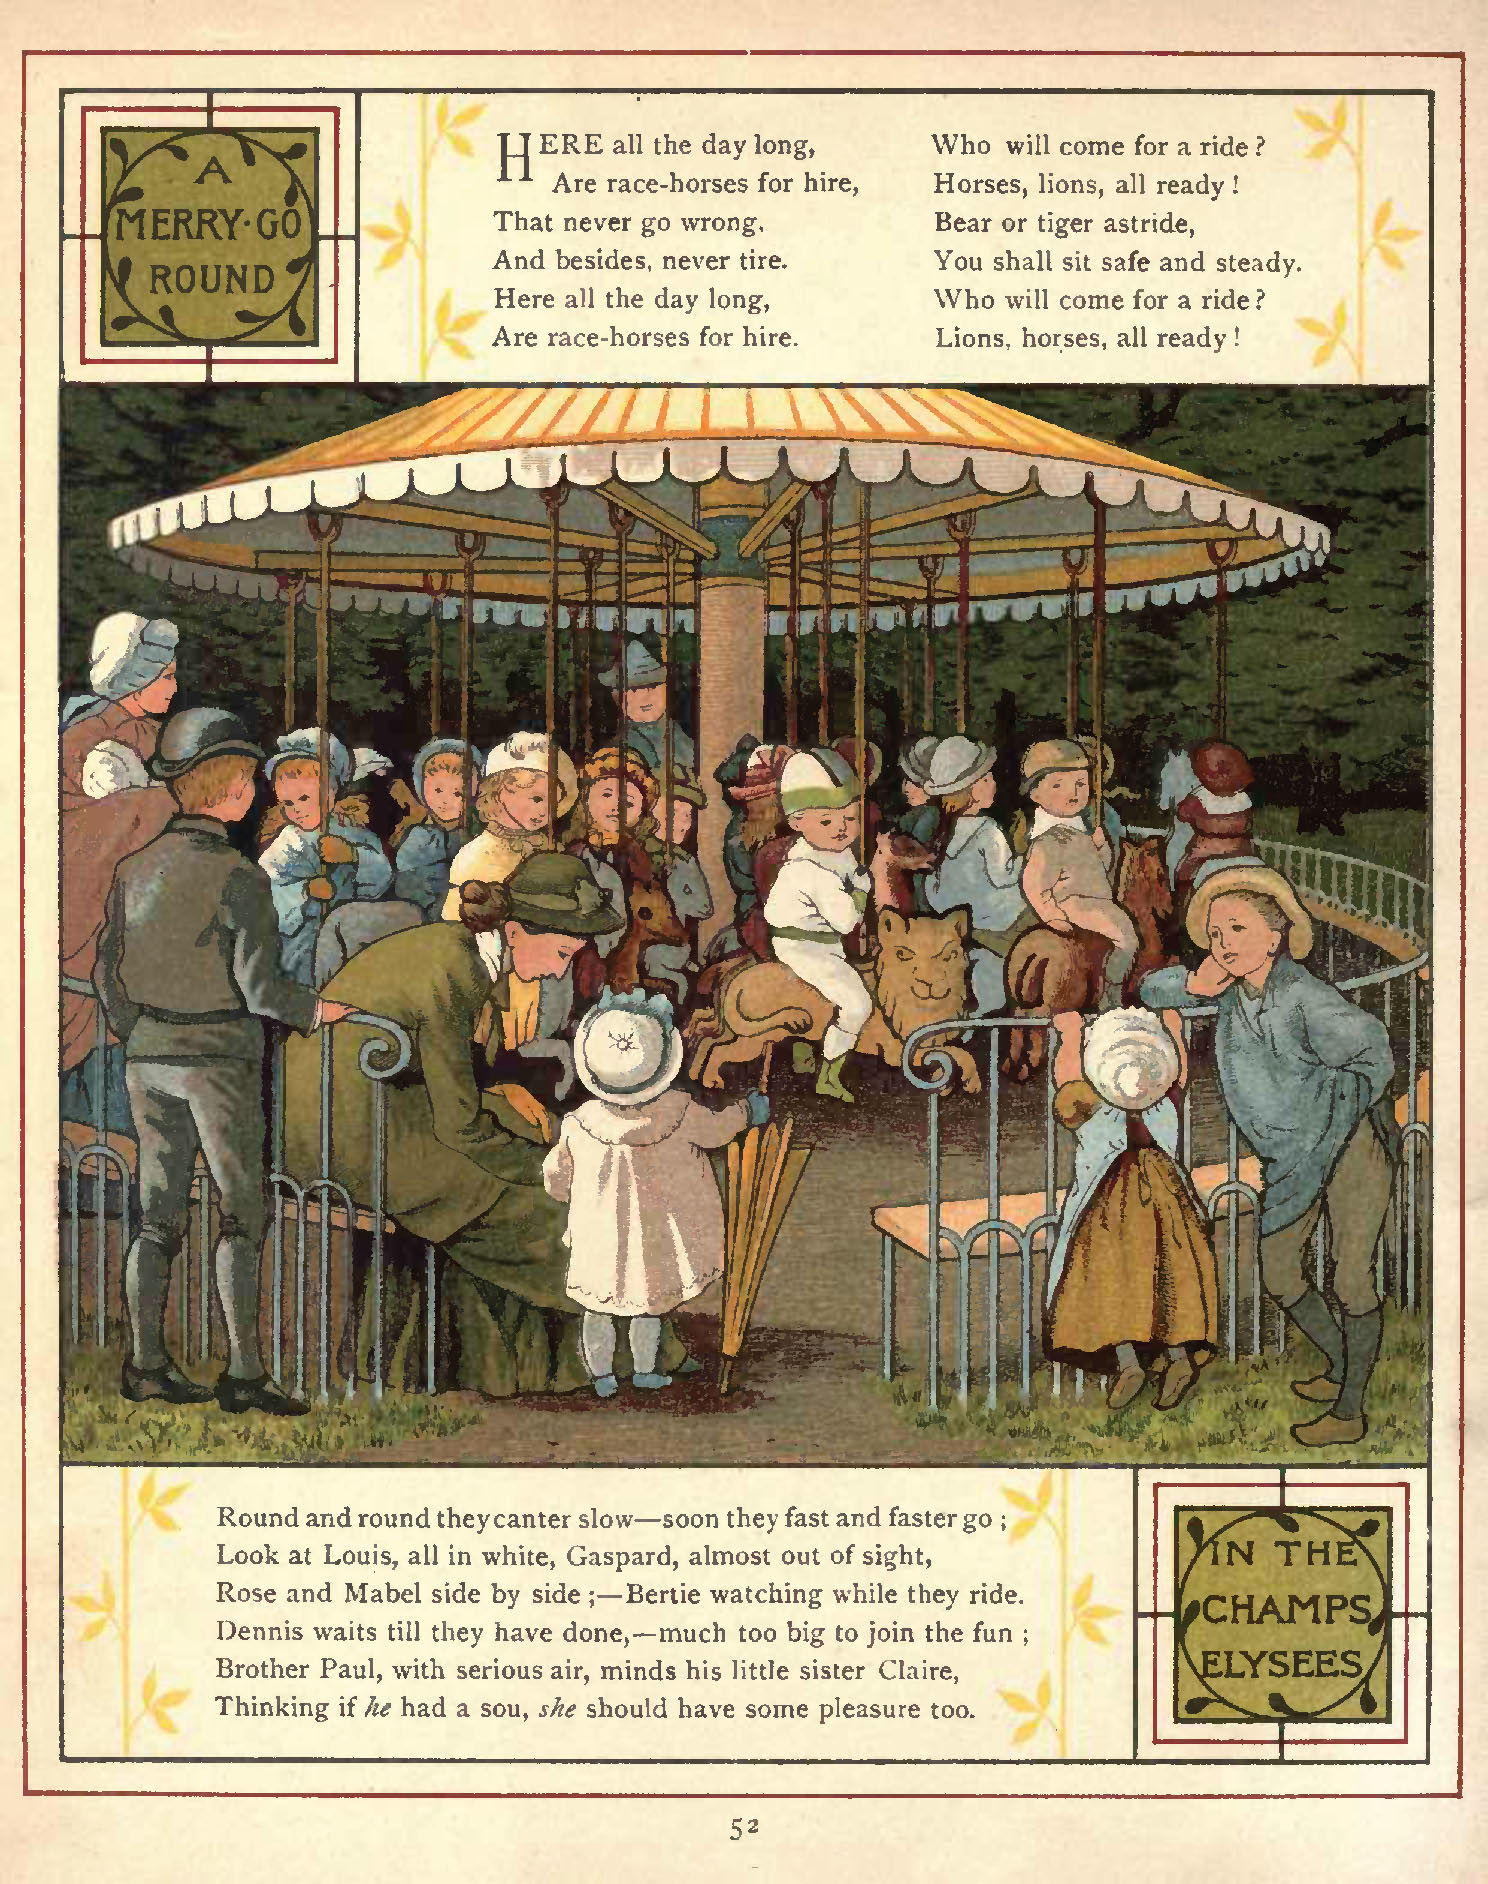 A
MERRY·GO
ROUND
HERE all the day long,
Are race-horses for hire,
That never go wrong,
And besides, never tire.
Here all the day long,
Are race-horses for hire.
Who will come for a ride?
Horses, lions, all ready!
Bear or tiger astride,
You shall sit safe and steady.
Who will come for a ride?
Lions, horses, all ready!
Round and round they canter slow—soon they fast and faster go;
Look at Louis, all in white, Gaspard, almost out of sight,
Rose and Mabel side by side;—Bertie watching while they ride.
Dennis waits till they have done,—much too big to join the fun;
Brother Paul, with serious air, minds his little sister Claire,
Thinking if he had a sou, she should have some pleasure too.
IN THE
CHAMPS
ELYSEES
52